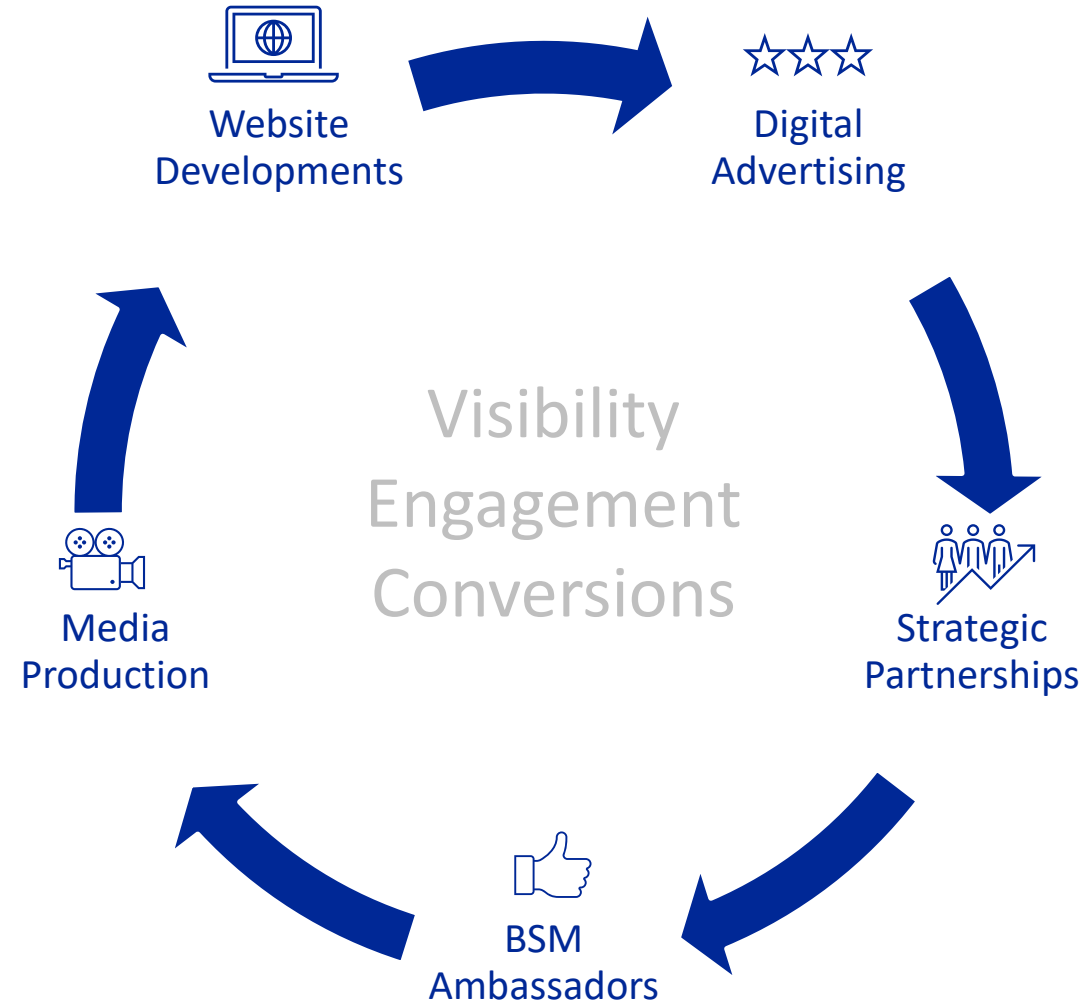 Website
Developments
Digital
Advertising
Visibility
Engagement
Conversions
Strategic
Partnerships
BSM
Ambassadors
Media
Production